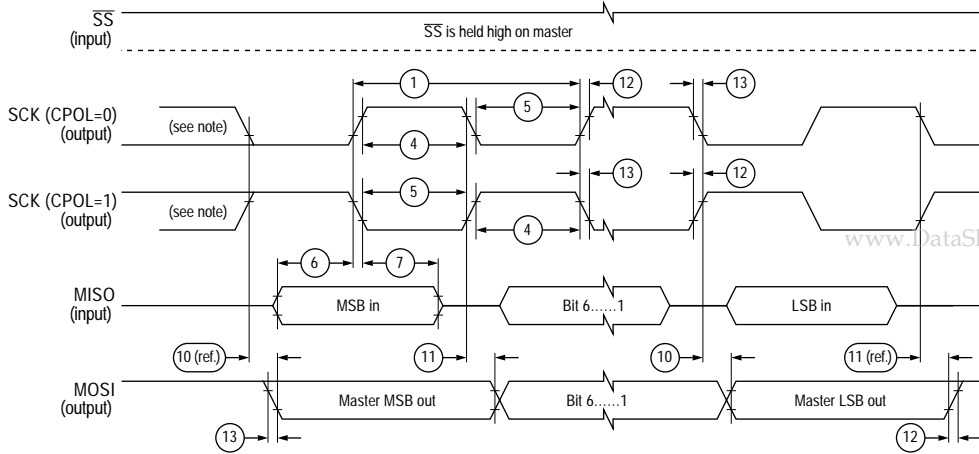 SS
(input)
SS is held high on master
1
12
13
SCK (CPOL=0)
(output)
(see note)
5
4
SCK (CPOL=1)
(output)
(see note)
5
13
12
4
www.DataSh
6
7
MISO
(input)
MSB in
Bit 6......1
LSB in
10 (ref.)
11
10
11 (ref.)
MOSI
(output)
Master MSB out
Bit 6......1
Master LSB out
13
12